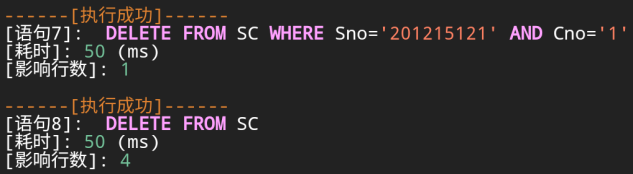 ------[执行成功]------
[语句7]:  DELETE FROM SC WHERE Sno='201215121' AND Cno='1'
[耗时]: 50 (ms)
[影响行数]: 1
------[执行成功]------
[语句8]:  DELETE FROM SC
[耗时]: 50 (ms)
[影响行数]: 4